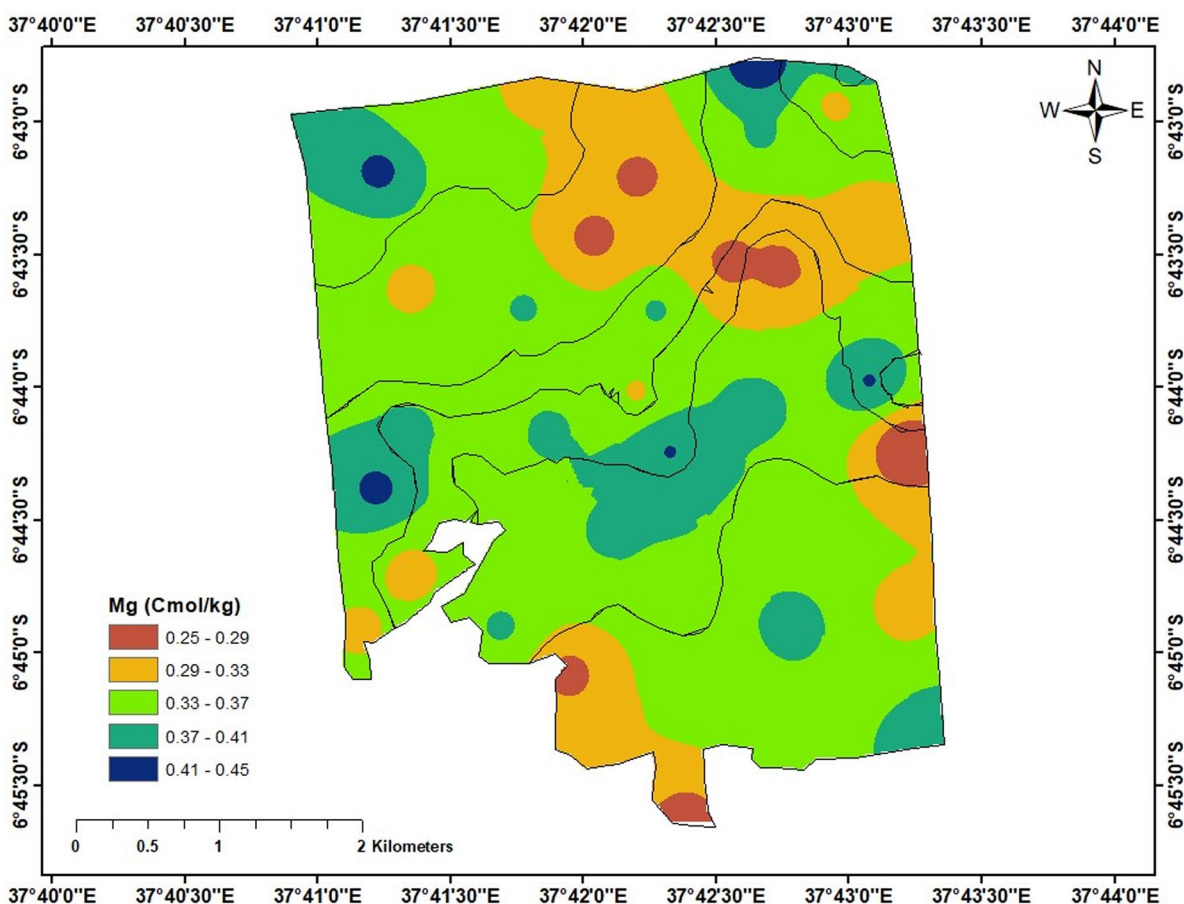 37°40'0"E 37°40'30"E 37°41'0"E 37°41'30"E 37°42'0"E 37°42'30"E 37°43'0"E 37°43'30"E 37°44'0"E
N
W E
S
6°43'0"S 6°43'0"S
6°43'30"S 6°43'30"S
6°44'0"S 6°44'0"S
6°44'30"S 6°44'30"S
6°45'0"S 6°45'0"S
6°45'30"S 6°45'30"S
Mg (Cmol/kg)
0.25 - 0.29
0.29 - 0.33
0.33 - 0.37
0.37 - 0.41
0.41 - 0.45
0 0.5 1 2 Kilometers
37°40'0"E 37°40'30"E 37°41'0"E 37°41'30"E 37°42'0"E 37°42'30"E 37°43'0"E 37°43'30"E 37°44'0"E